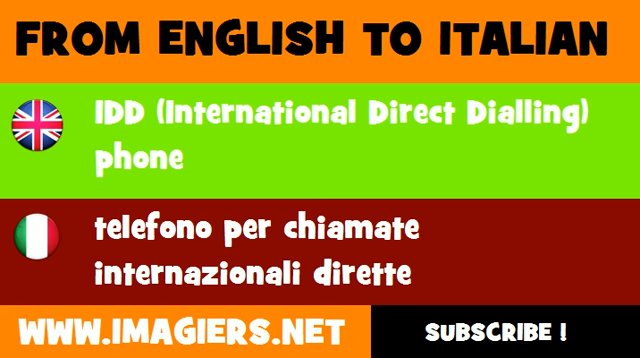 FROM ENGLISH TO ITALIAN
IDD (International Direct Dialling)
phone
telefono per chiamate
internazionali dirette
WWW.IMAGIERS.NET
SUBSCRIBE !